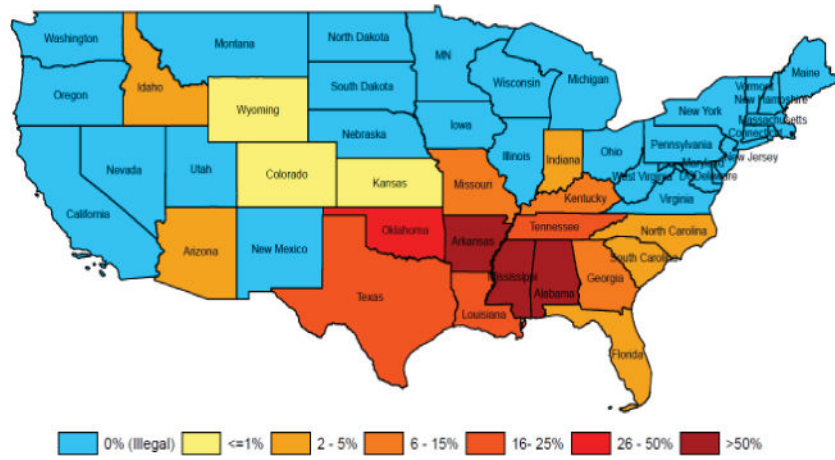 Washington
Montana
North Dakota
MN
Maine
Oregon
Idaho
Wyoming
South Dakota
Wisconsin
Michigan
Vermont
New Hampshire
New York
Massachusetts
Connecticut
Nebraska
Iowa
Nevada
Utah
Colorado
Kansas
Illinois
Indiana
Ohio
Pennsylvania
New Jersey
Maryland
DcDelaware
West Virginia
Virginia
California
Missouri
Kentucky
Arizona
New Mexico
Oklahoma
Arkansas
Tennessee
North Carolina
South Carolina
Texas
Louisiana
Mississippi
Alabama
Georgia
Florida
0% (Illegal) <=1% 2 - 5% 6 - 15% 16- 25% 26 - 50% >50%